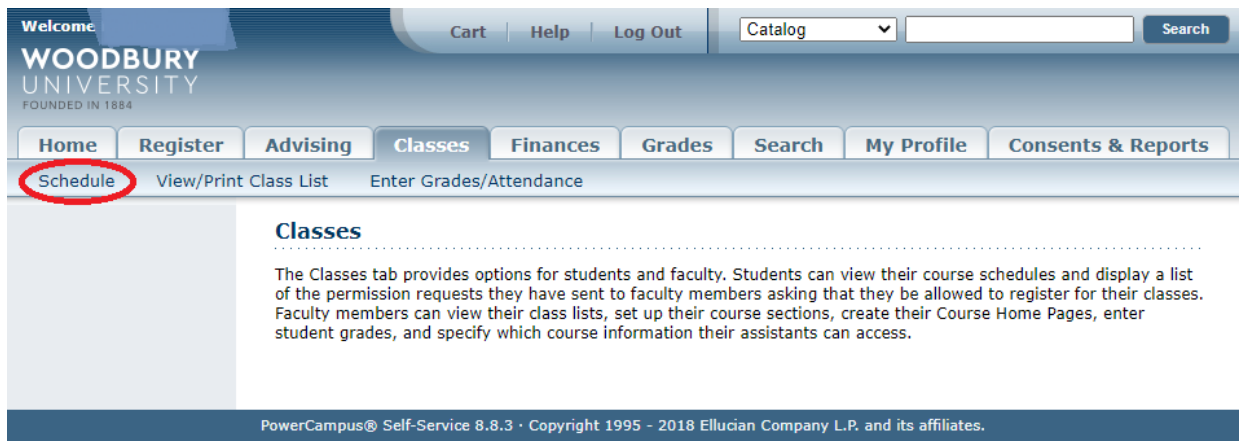 Welcome
Cart Help Log Out Catalog Search
WOODBURY
UNIVERSITY
FOUNDED IN 1884
Home Register Advising Classes Finances Grades Search My Profile Consents & Reports
Schedule View/Print Class List Enter Grades/Attendance
Classes
The Classes tab provides options for students and faculty. Students can view their course schedules and display a list
of the permission requests they have sent to faculty members asking that they be allowed to register for their classes.
Faculty members can view their class lists, set up their course sections, create their Course Home Pages, enter
student grades, and specify which course information their assistants can access.
PowerCampus® Self-Service 8.8.3 · Copyright 1995 - 2018 Ellucian Company L.P. and its affiliates.